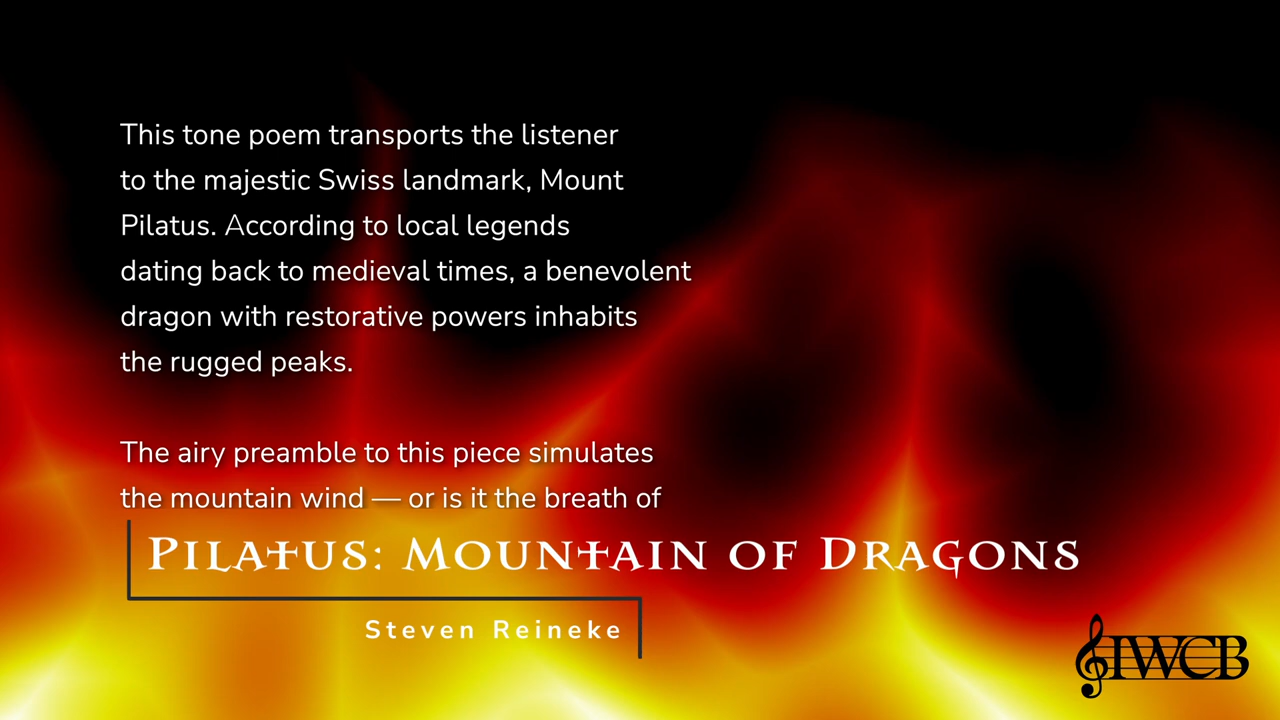 This tone poem transports the listener
to the majestic Swiss landmark, Mount
Pilatus. According to local legends
dating back to medieval times, a benevolent
dragon with restorative powers inhabits
the rugged peaks.
The airy preamble to this piece simulates
the mountain wind — or is it the breath of
Pilatus: Mountain of Dragons
Steven Reineke
IWCB